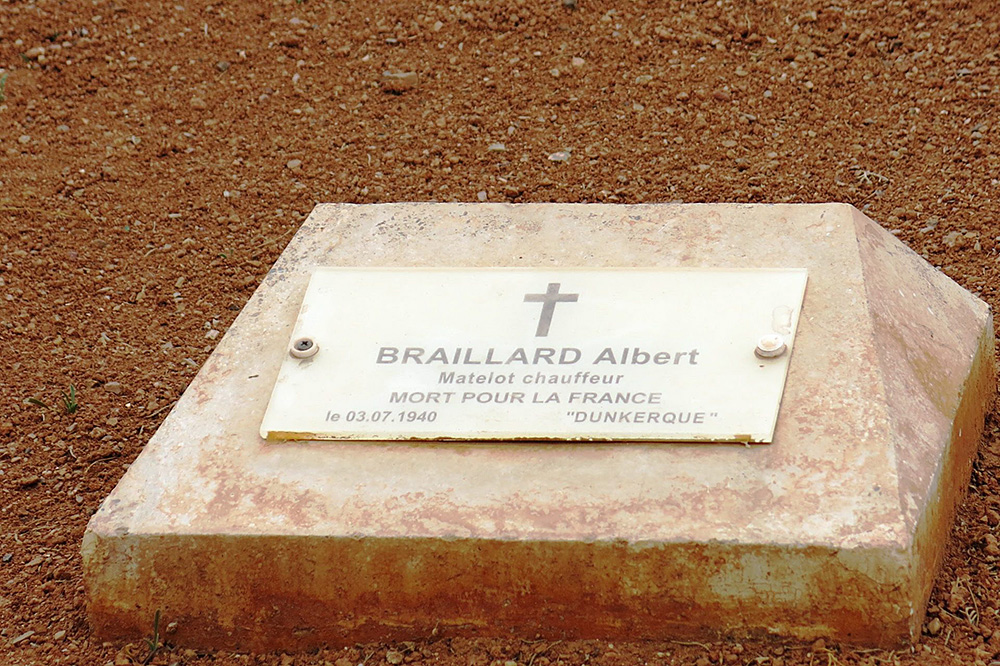 BRAILLARD Albert
Matelot chauffeur
MORT POUR LA FRANCE
le 03.07.1940 "DUNKERQUE"